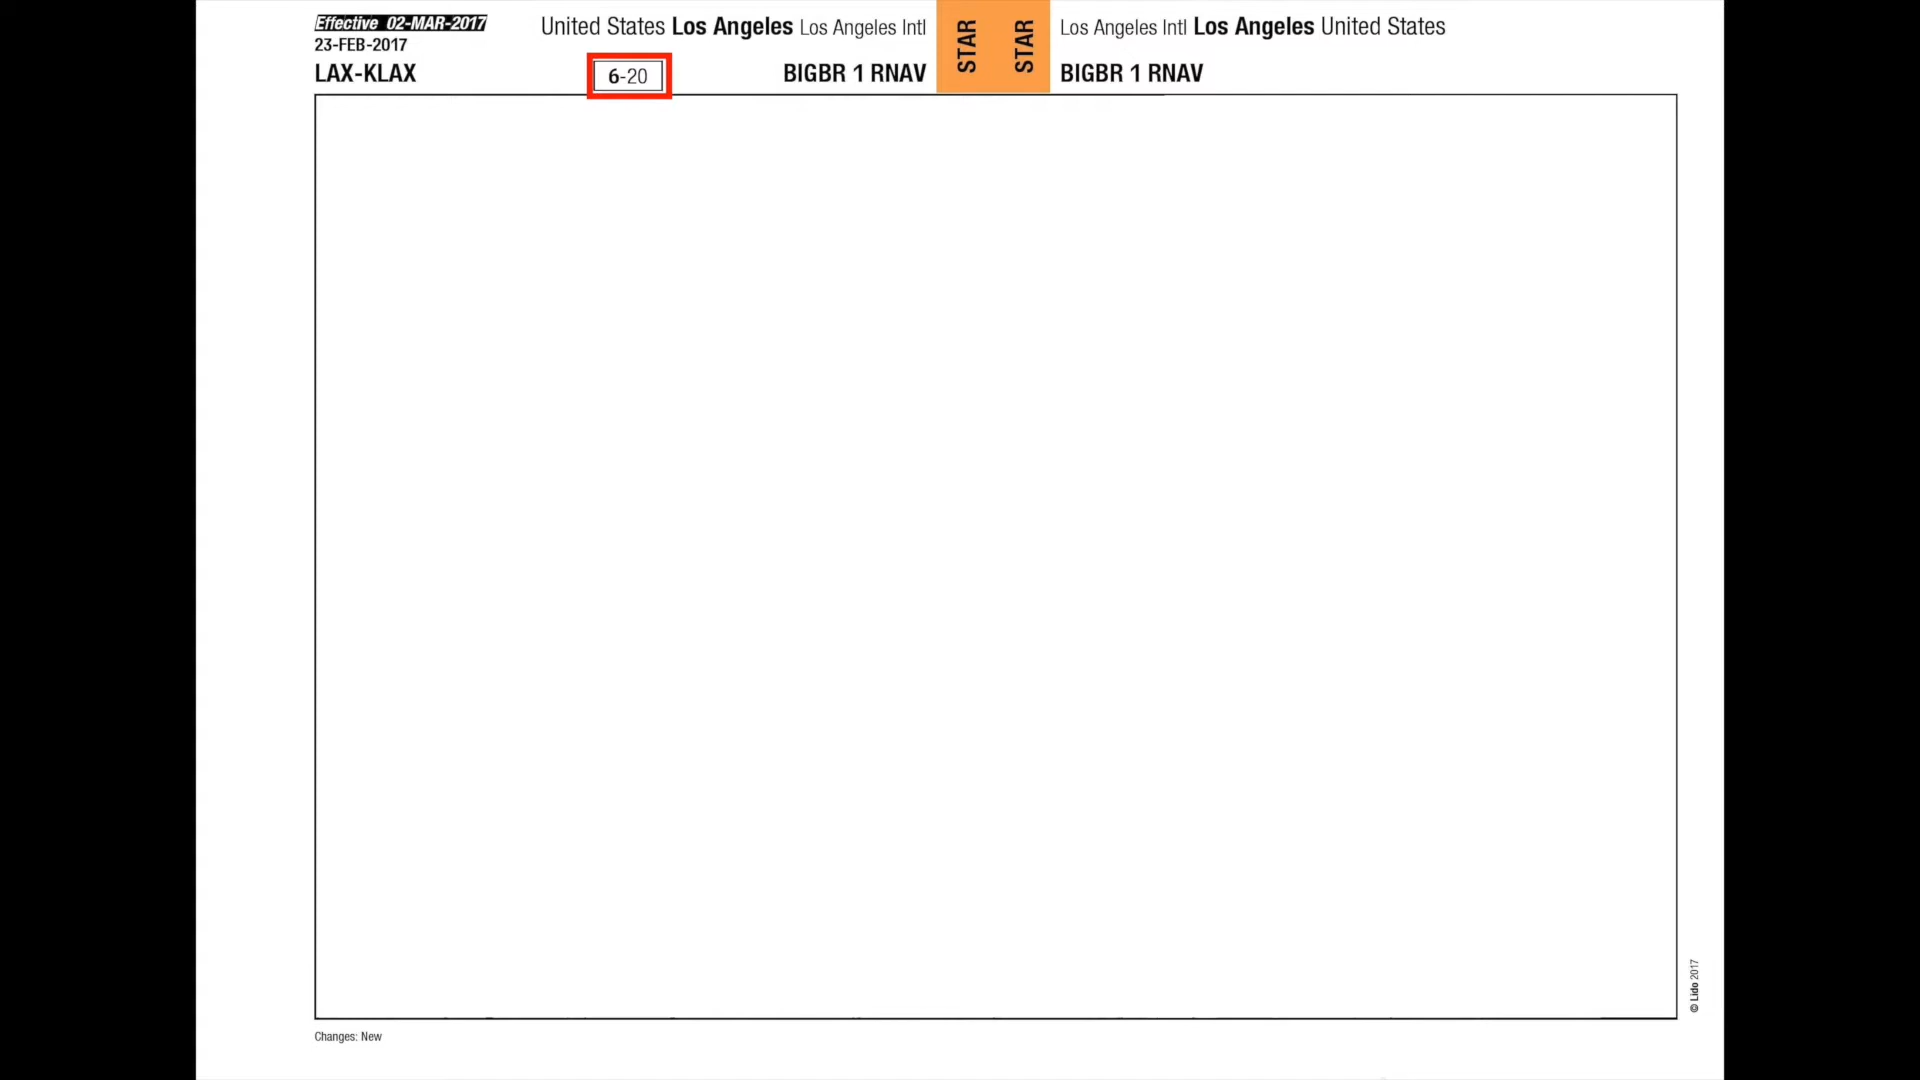 Effective 02-MAR-2017
23-FEB-2017
LAX-KLAX
6-20
United States Los Angeles Los Angeles Intl
BIGBR 1 RNAV
STAR
STAR
Los Angeles Intl Los Angeles United States
BIGBR 1 RNAV
© Lido 2017
Changes: New